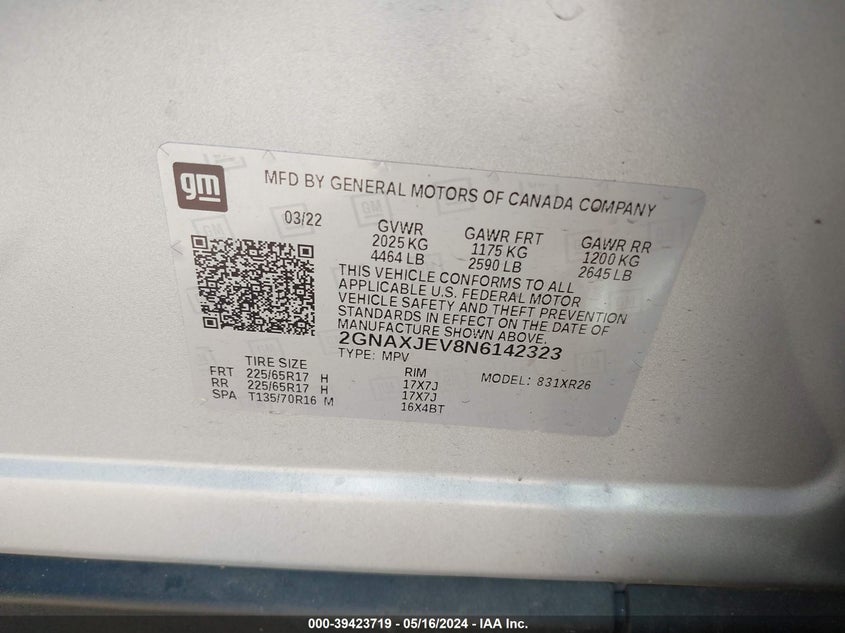 gm
MFD BY GENERAL MOTORS OF CANADA COMPANY
03/22
GVWR GAWR FRT GAWR RR
2025 KG 1175 KG 1200 KG
4464 LB 2590 LB 2645 LB
THIS VEHICLE CONFORMS TO ALL
APPLICABLE U.S. FEDERAL MOTOR
VEHICLE SAFETY AND THEFT PREVENTION
STANDARDS IN EFFECT ON THE DATE OF
MANUFACTURE SHOWN ABOVE.
2GNAXJEV8N6142323
TYPE: MPV
TIRE SIZE RIM MODEL: 831XR26
FRT 225/65R17 H 17X7J
RR 225/65R17 H 17X7J
SPA T135/70R16 M 16X4BT
000-39423719 - 05/16/2024 - IAA Inc.